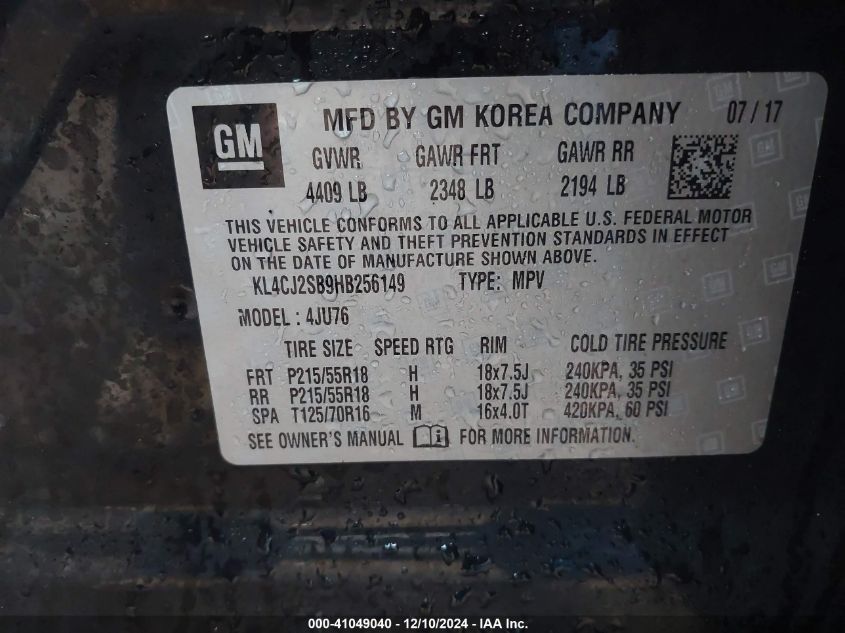 GM
MFD BY GM KOREA COMPANY 07/17
GVWR GAWR FRT GAWR RR
4409 LB 2348 LB 2194 LB
THIS VEHICLE CONFORMS TO ALL APPLICABLE U.S. FEDERAL MOTOR
VEHICLE SAFETY AND THEFT PREVENTION STANDARDS IN EFFECT
ON THE DATE OF MANUFACTURE SHOWN ABOVE.
KL4CJ2SB9HB256149 TYPE: MPV
MODEL : 4JU76
TIRE SIZE SPEED RTG RIM COLD TIRE PRESSURE
FRT P215/55R18 H 18x7.5J 240KPA, 35 PSI
RR P215/55R18 H 18x7.5J 240KPA, 35 PSI
SPA T125/70R16 M 16x4.0T 420KPA, 60 PSI
SEE OWNER'S MANUAL i FOR MORE INFORMATION.
000-41049040 - 12/10/2024 - IAA Inc.